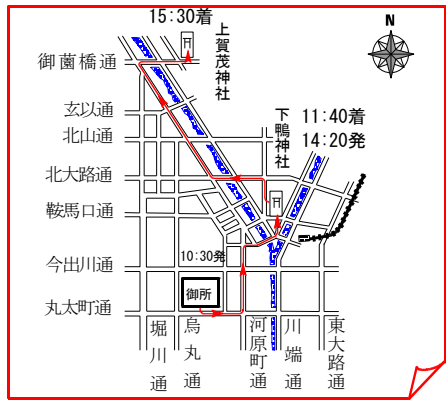 15:30着
上賀茂神社
N
御薗橋通
玄以通
北山通
北大路通
鞍馬口通
今出川通
丸太町通
下鴨神社
11:40着
14:20発
10:30発
御所
堀川通
烏丸通
河原町通
川端通
東大路通